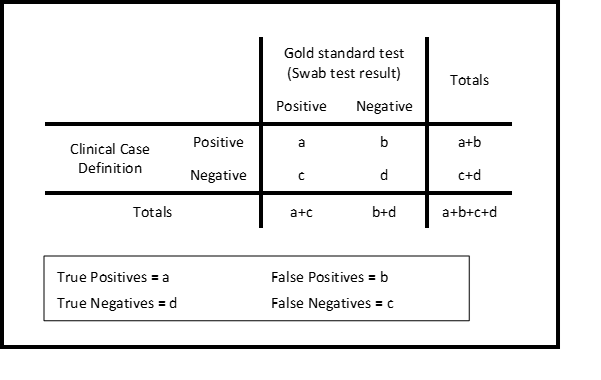 Gold standard test
(Swab test result)
Totals
Positive Negative
Clinical Case
Definition
Positive a b a+b
Negative c d c+d
Totals a+c b+d a+b+c+d
True Positives = a False Positives = b
True Negatives = d False Negatives = c